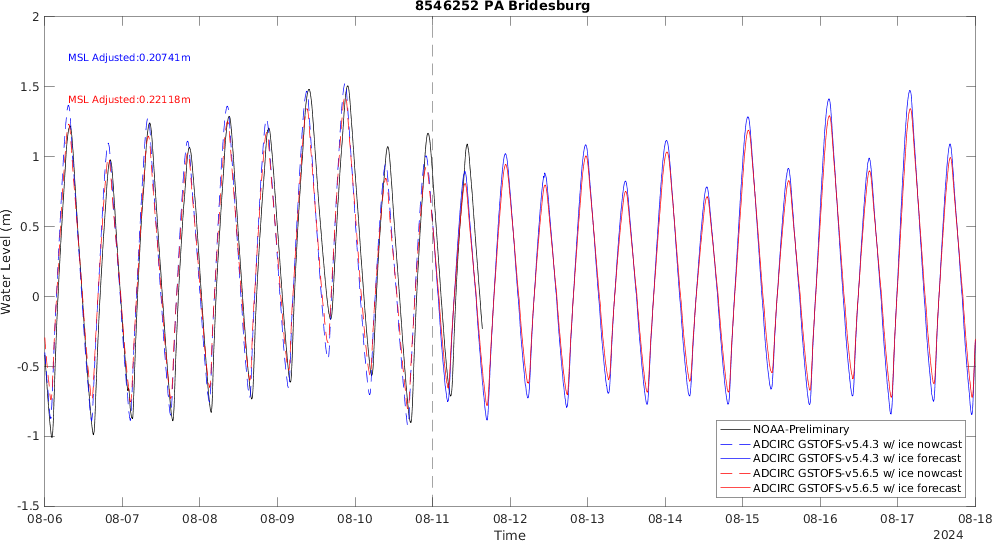 8546252 PA Bridesburg
MSL Adjusted:0.20741m
MSL Adjusted:0.22118m
Water Level (m)
2
1.5
1
0.5
0
-0.5
-1
-1.5
NOAA-Preliminary
ADCIRC GSTOFS-v5.4.3 w/ ice nowcast
ADCIRC GSTOFS-v5.4.3 w/ ice forecast
ADCIRC GSTOFS-v5.6.5 w/ ice nowcast
ADCIRC GSTOFS-v5.6.5 w/ ice forecast
08-06 08-07 08-08 08-09 08-10 08-11 08-12 08-13 08-14 08-15 08-16 08-17 08-18
Time
2024